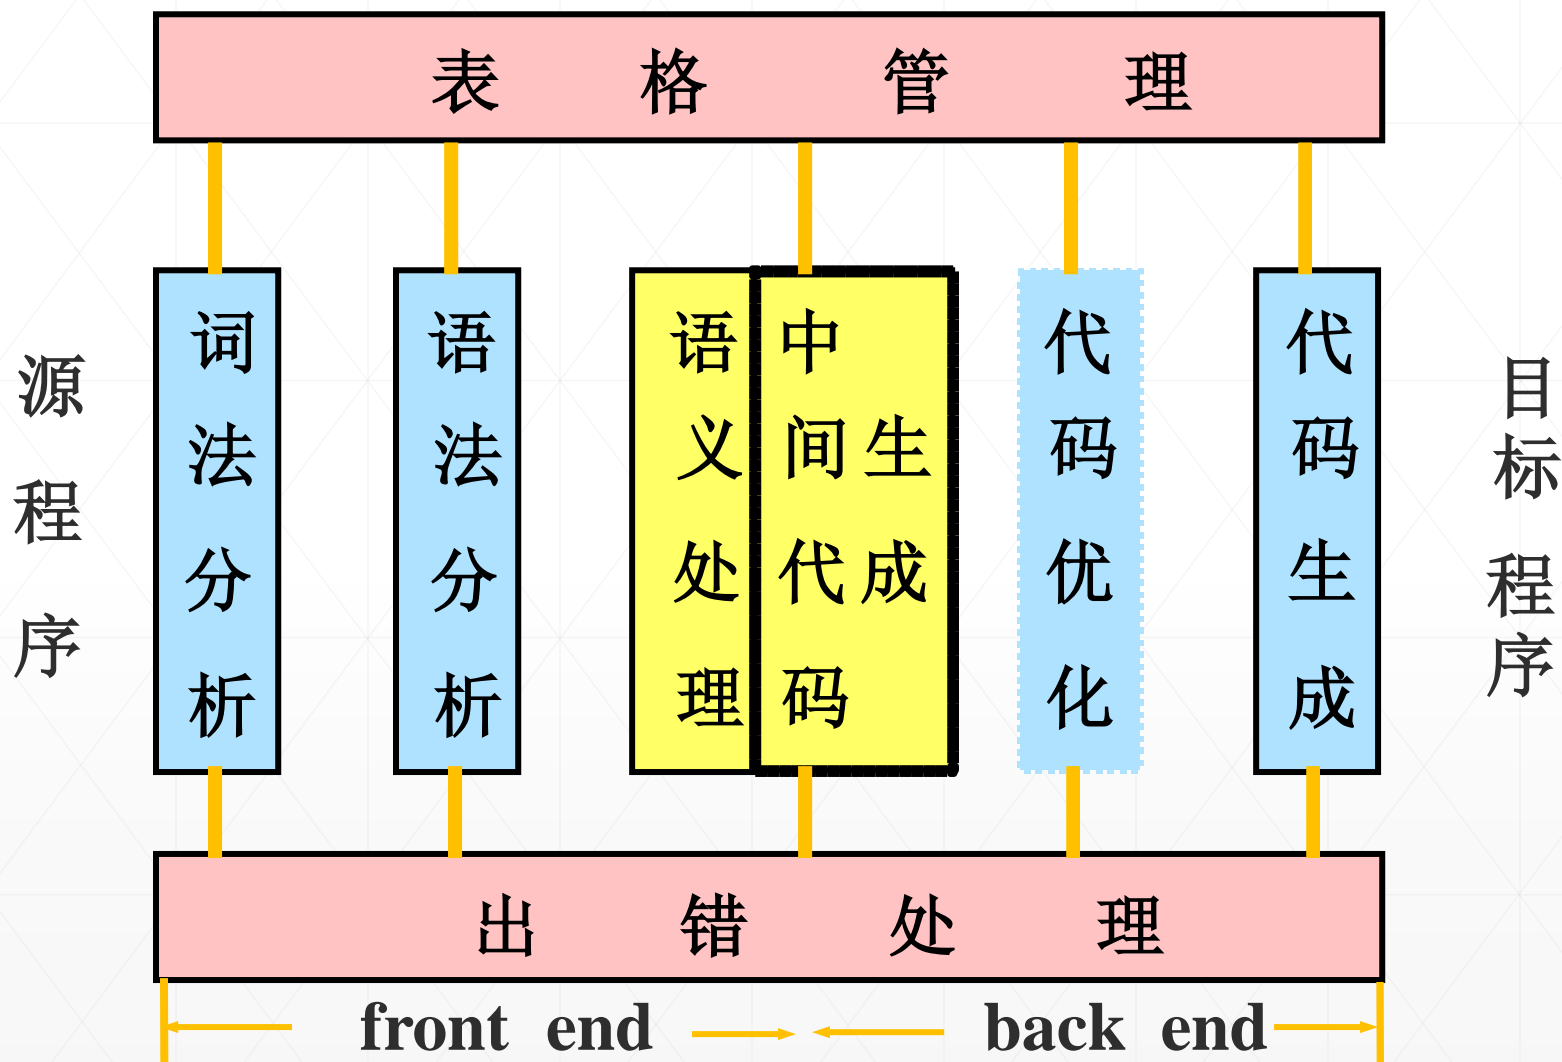 表格管理
源程序
词法分析
语法分析
语义处理
中间代码
生成
代码优化
代码生成
目标程序
出错处理
front end
back end